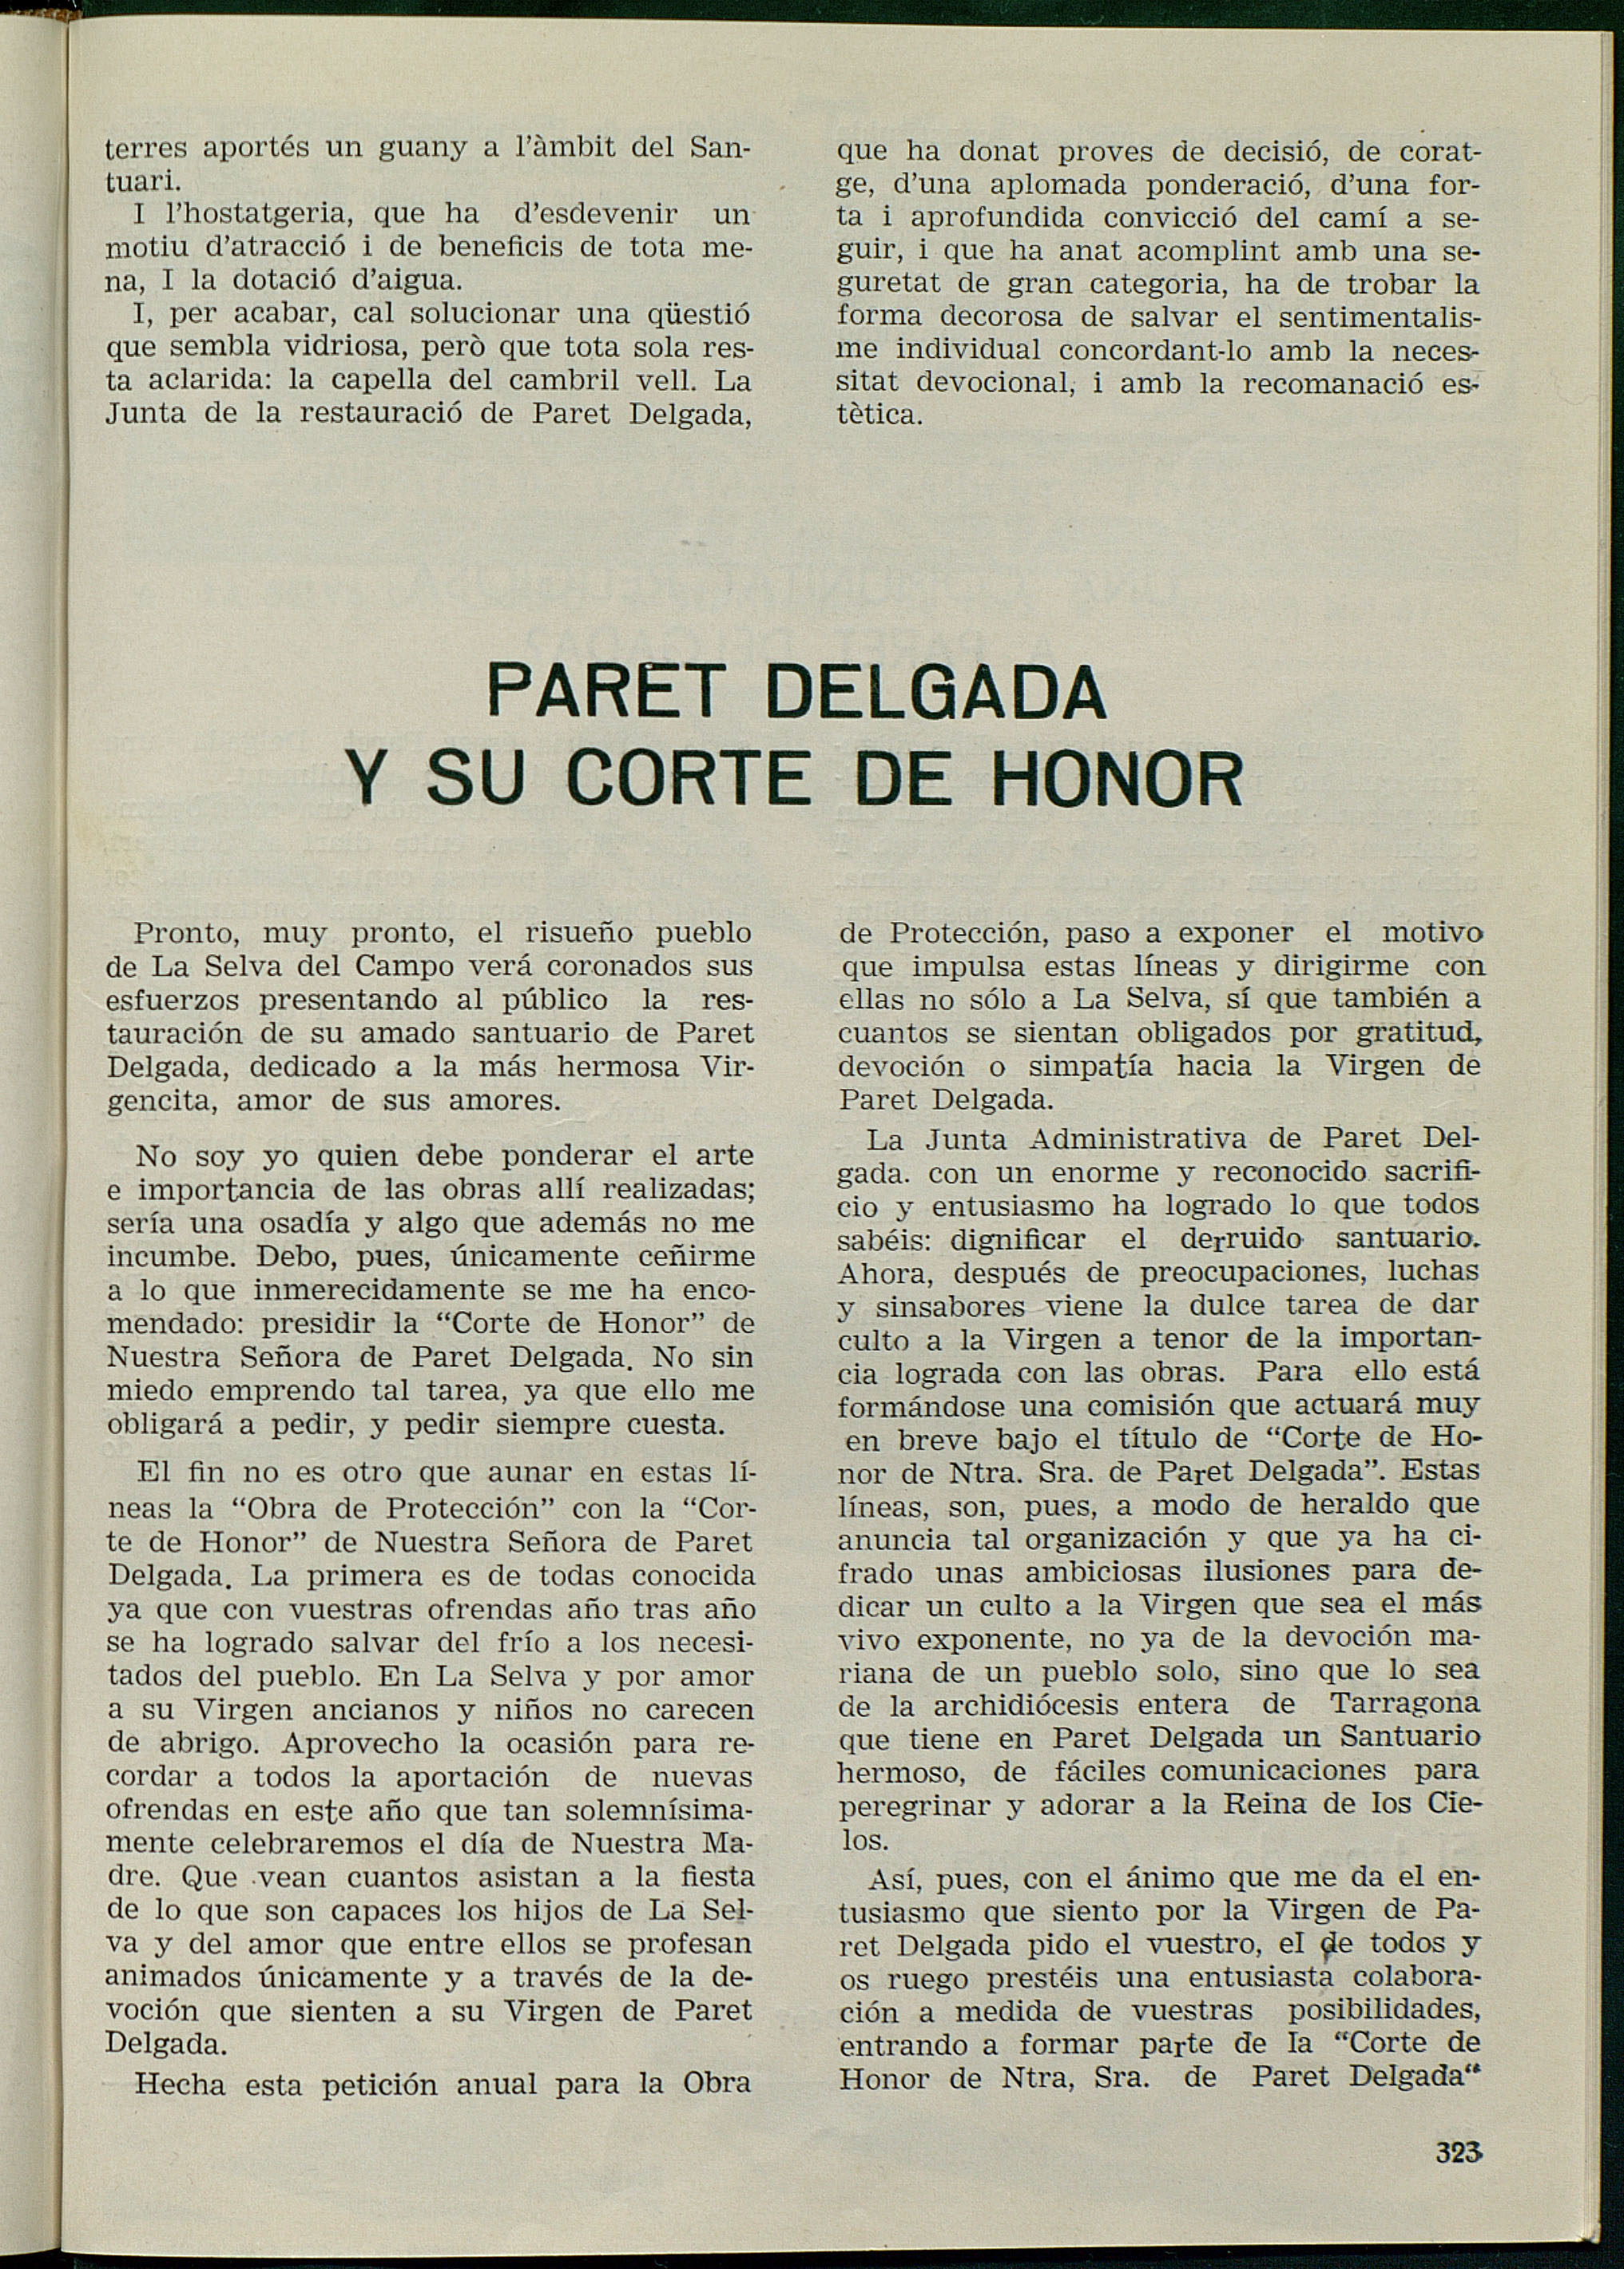 terres aportés un guany a l'àmbit del San-
tuari.
I l'hostatgeria, que ha d'esdevenir un
motiu d'atracció i de beneficis de tota me-
na, I la dotació d'aigua.
I, per acabar, cal solucionar una qüestió
que sembla vidriosa, però que tota sola res-
ta aclarida: la capella del cambril vell. La
Junta de la restauració de Paret Delgada,
que ha donat proves de decisió, de corat-
ge, d'una aplomada ponderació, d'una for-
ta i aprofundida convicció del camí a se-
guir, i que ha anat acomplint amb una se-
guretat de gran categoria, ha de trobar la
forma decorosa de salvar el sentimentalis-
me individual concordant-lo amb la neces-
sitat devocional, i amb la recomanació es-
tètica.
PARET DELGADA
Y SU CORTE DE HONOR
Pronto, muy pronto, el risueño pueblo
de La Selva del Campo verá coronados sus
esfuerzos presentando al público la res-
tauración de su amado santuario de Paret
Delgada, dedicado a la más hermosa Vir-
gencita, amor de sus amores.
No soy yo quien debe ponderar el arte
e importancia de las obras allí realizadas;
sería una osadía y algo que además no me
incumbe. Debo, pues, únicamente ceñirme
a lo que inmerecidamente se me ha enco-
mendado: presidir la “Corte de Honor” de
Nuestra Señora de Paret Delgada. No sin
miedo emprendo tal tarea, ya que ello me
obligará a pedir, y pedir siempre cuesta.
El fin no es otro que aunar en estas lí-
neas la “Obra de Protección” con la “Cor-
te de Honor” de Nuestra Señora de Paret
Delgada. La primera es de todas conocida
ya que con vuestras ofrendas año tras año
se ha logrado salvar del frío a los necesi-
tados del pueblo. En La Selva y por amor
a su Virgen ancianos y niños no carecen
de abrigo. Aprovecho la ocasión para re-
cordar a todos la aportación de nuevas
ofrendas en este año que tan solemnísima-
mente celebraremos el día de Nuestra Ma-
dre. Que vean cuantos asistan a la fiesta
de lo que son capaces los hijos de La Sel-
va y del amor que entre ellos se profesan
animados únicamente y a través de la de-
voción que sienten a su Virgen de Paret
Delgada.
Hecha esta petición anual para la Obra
de Protección, paso a exponer el motivo
que impulsa estas líneas y dirigirme con
ellas no sólo a La Selva, sí que también a
cuantos se sientan obligados por gratitud,
devoción o simpatía hacia la Virgen de
Paret Delgada.
La Junta Administrativa de Paret Del-
gada. con un enorme y reconocido sacrifi-
cio y entusiasmo ha logrado lo que todos
sabéis: dignificar el derruido santuario.
Ahora, después de preocupaciones, luchas
y sinsabores viene la dulce tarea de dar
culto a la Virgen a tenor de la importan-
cia lograda con las obras. Para ello está
formándose una comisión que actuará muy
en breve bajo el título de “Corte de Ho-
nor de Ntra. Sra. de Paret Delgada”. Estas
líneas, son, pues, a modo de heraldo que
anuncia tal organización y que ya ha ci-
frado unas ambiciosas ilusiones para de-
dicar un culto a la Virgen que sea el más
vivo exponente, no ya de la devoción ma-
riana de un pueblo solo, sino que lo sea
de la archidiócesis entera de Tarragona
que tiene en Paret Delgada un Santuario
hermoso, de fáciles comunicaciones para
peregrinar y adorar a la Reina de los Cie-
los.
Así, pues, con el ánimo que me da el en-
tusiasmo que siento por la Virgen de Pa-
ret Delgada pido el vuestro, el de todos y
os ruego prestéis una entusiasta colabora-
ción a medida de vuestras posibilidades,
entrando a formar parte de la “Corte de
Honor de Ntra, Sra. de Paret Delgada“
323